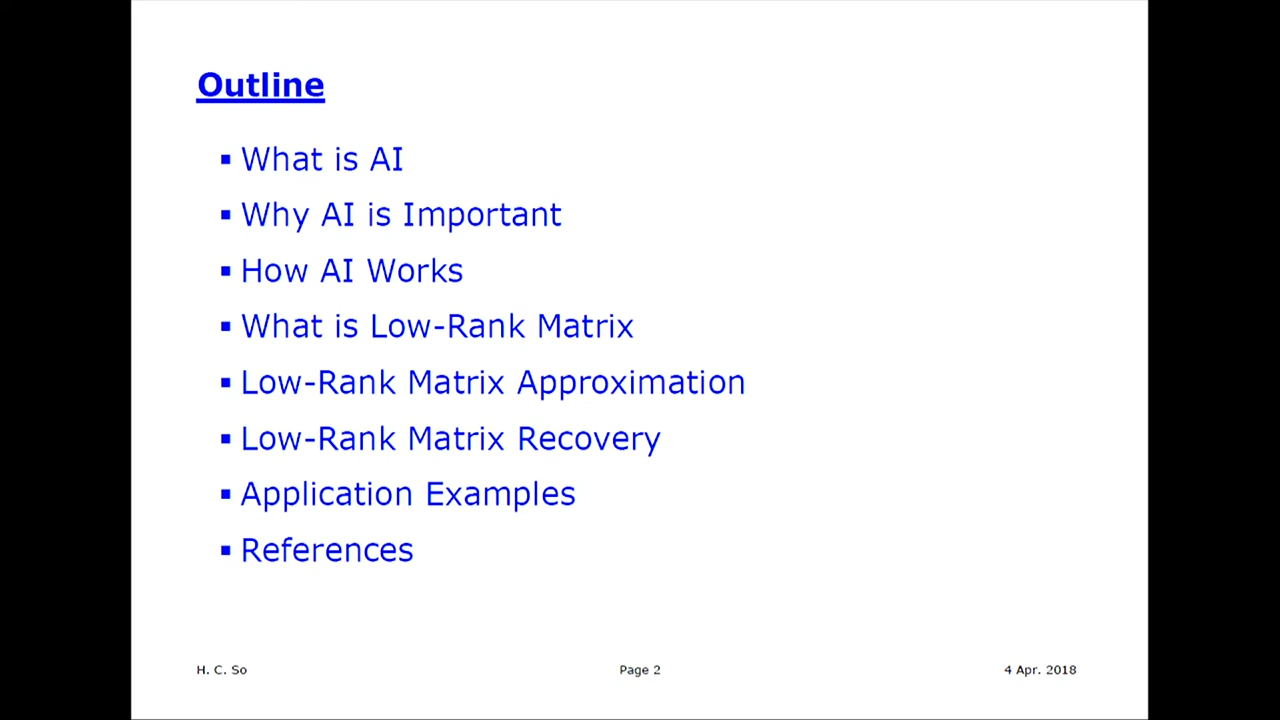 Outline
▪ What is AI
▪ Why AI is Important
▪ How AI Works
▪ What is Low-Rank Matrix
▪ Low-Rank Matrix Approximation
▪ Low-Rank Matrix Recovery
▪ Application Examples
▪ References
H. C. So Page 2 4 Apr. 2018